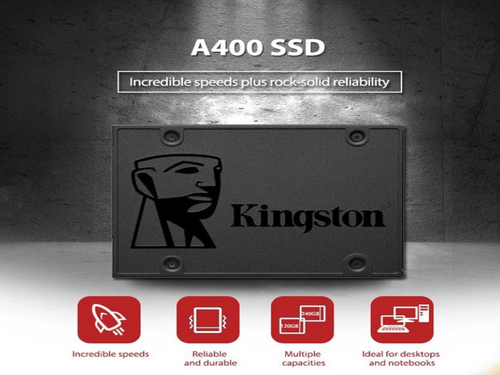 A400 SSD
Incredible speeds plus rock-solid reliability
Kingston
240GB
120GB
Incredible speeds
Reliable
and durable
Multiple
capacities
Ideal for desktops
and notebooks